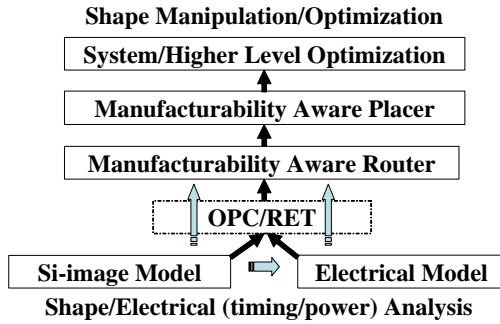 Shape Manipulation/Optimization
System/Higher Level Optimization
Manufacturability Aware Placer
Manufacturability Aware Router
OPC/RET
Si-image Model
Electrical Model
Shape/Electrical (timing/power) Analysis